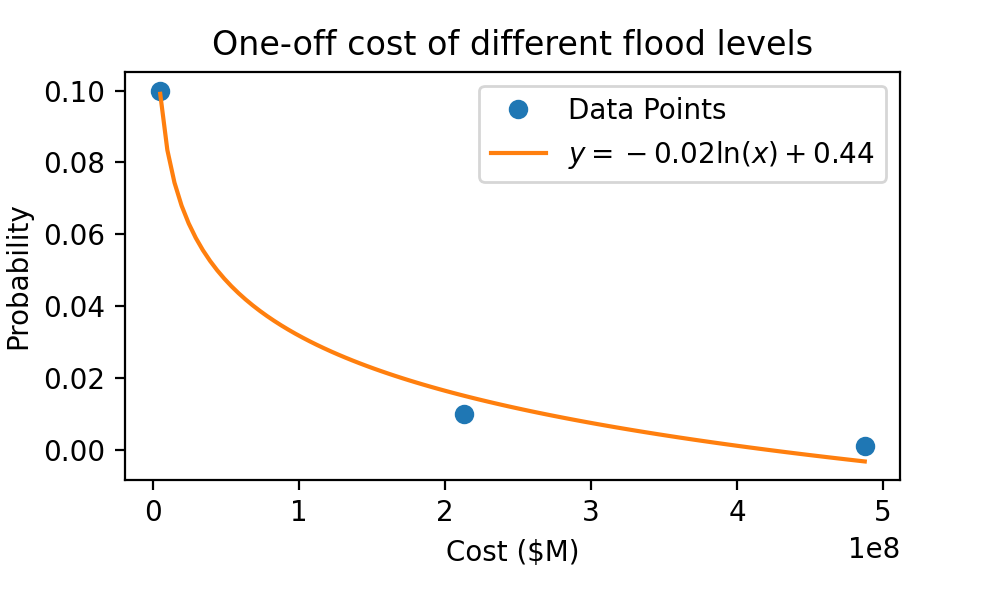 One-off cost of different flood levels
Data Points
y = −0.02ln(x) + 0.44
Probability
0.10
0.08
0.06
0.04
0.02
0.00
0 1 2 3 4 5
1e8
Cost ($M)